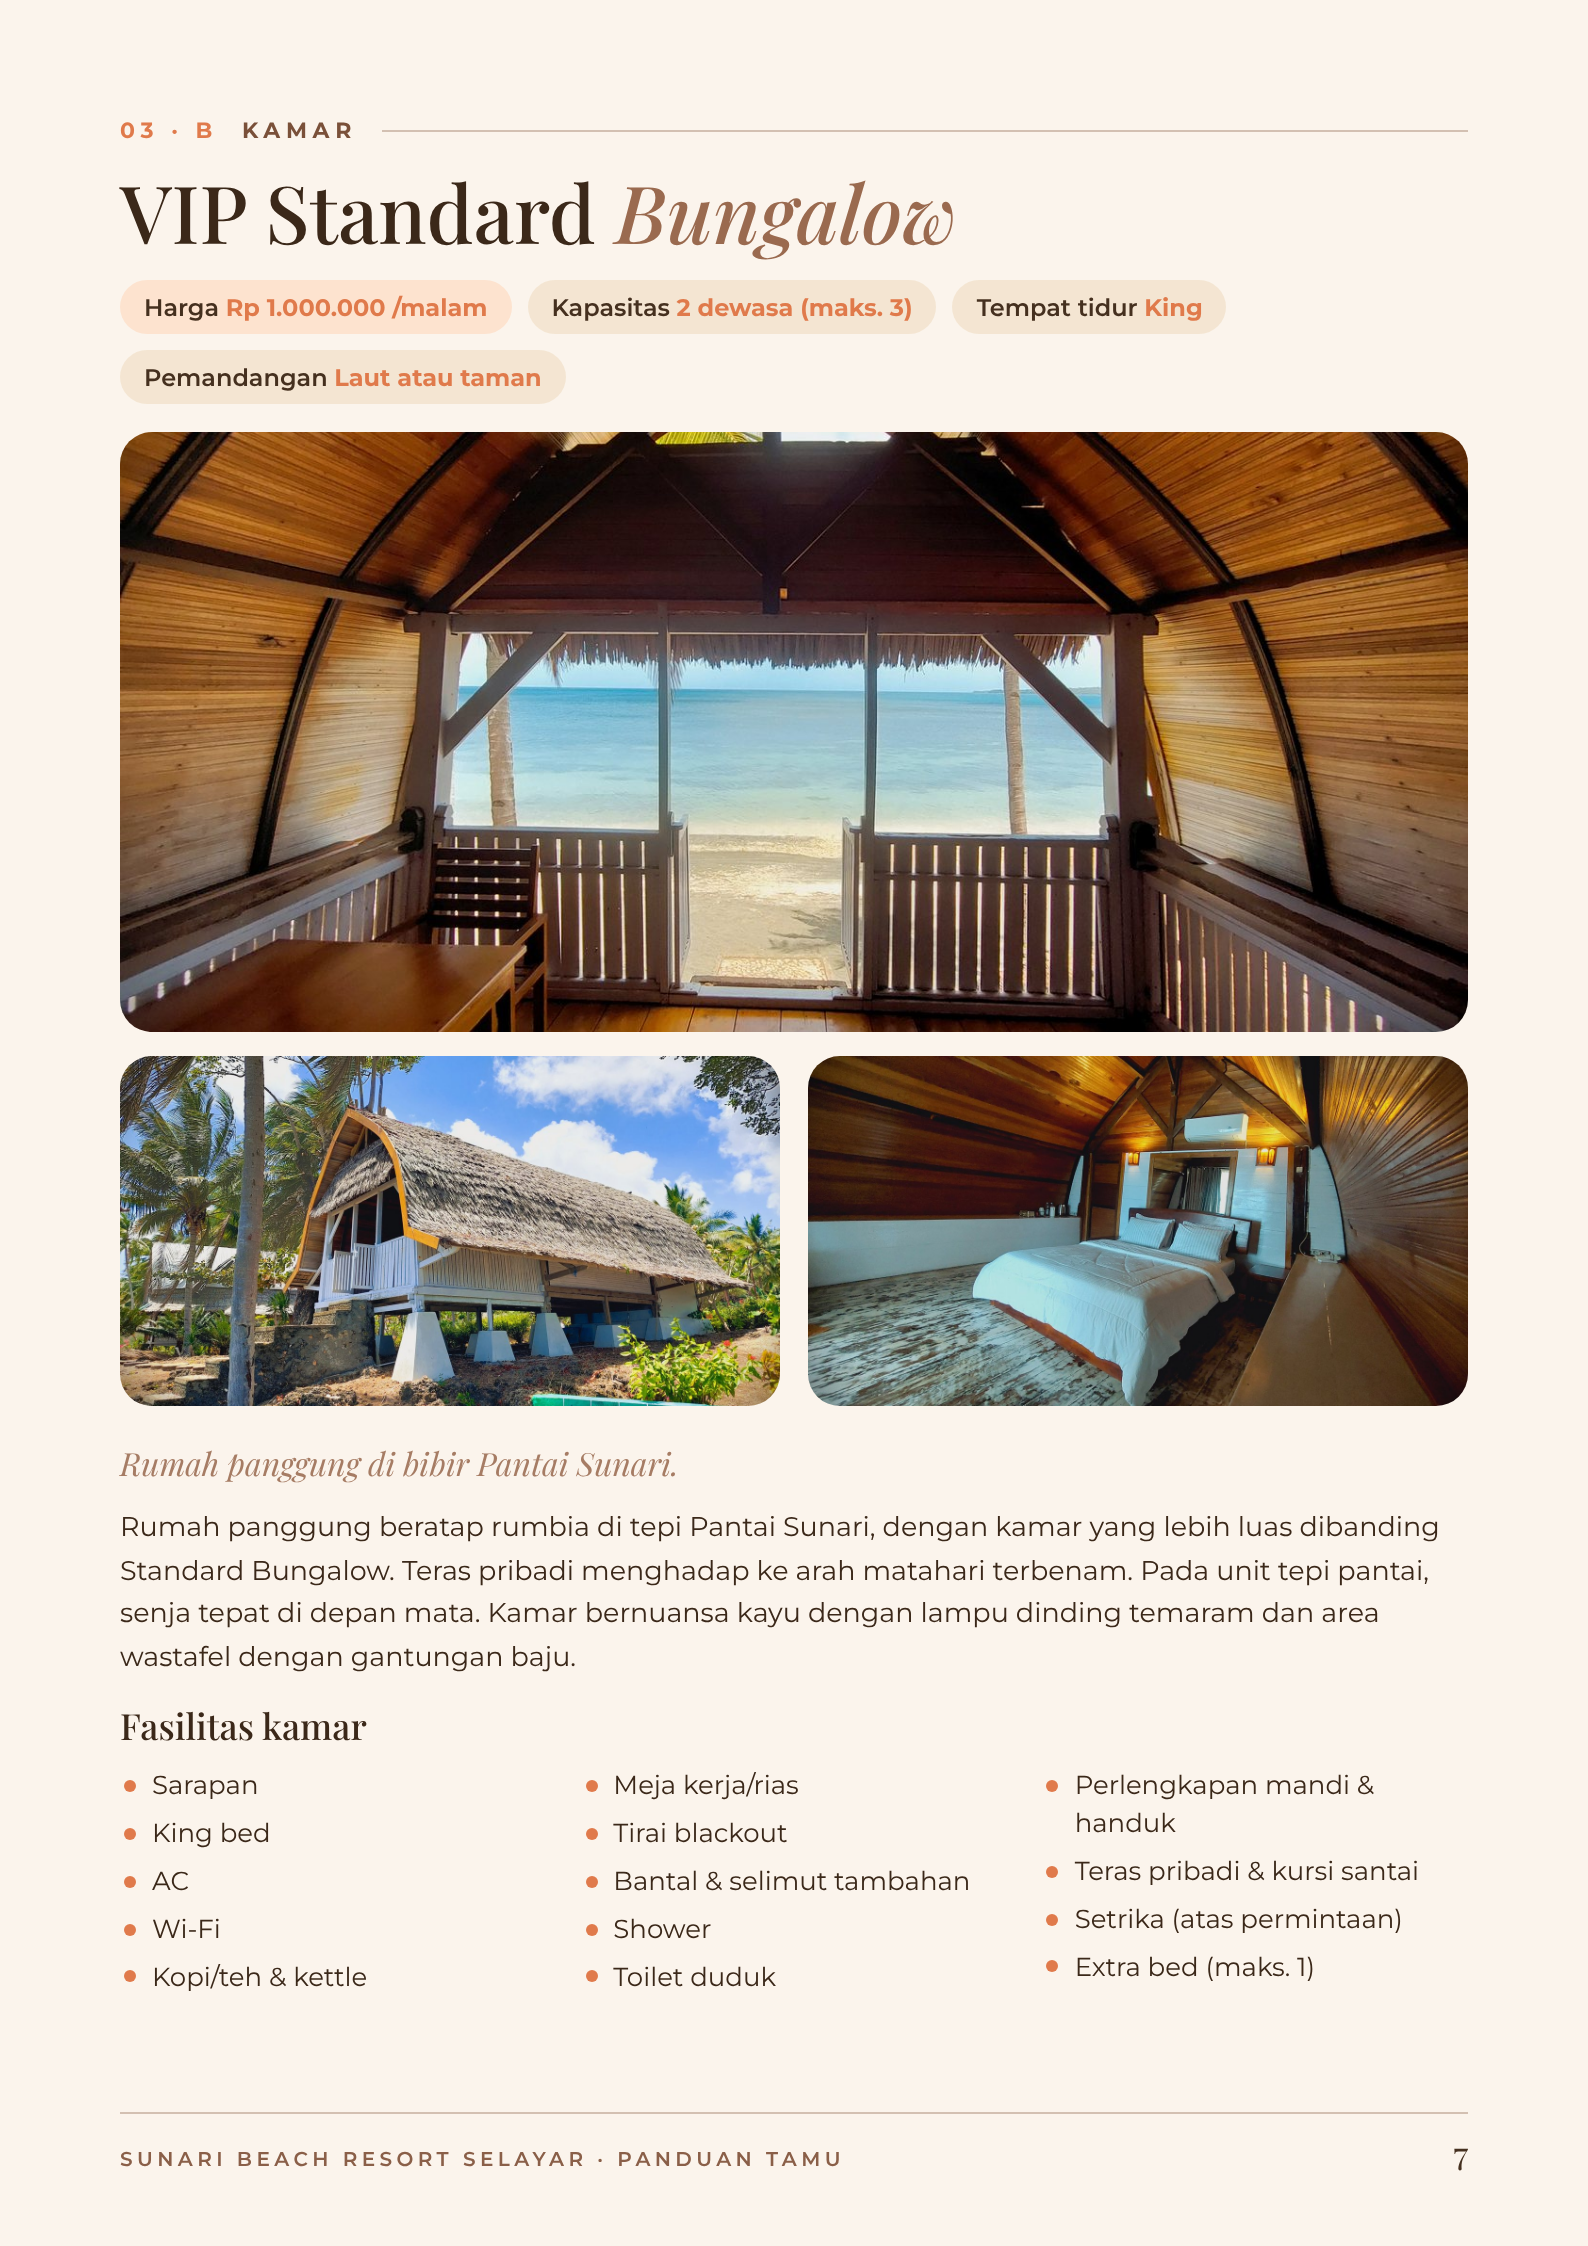 03 · B KAMAR
VIP Standard Bungalow
Harga Rp 1.000.000 /malam
Kapasitas 2 dewasa (maks. 3)
Tempat tidur King
Pemandangan Laut atau taman
Rumah panggung di bibir Pantai Sunari.
Rumah panggung beratap rumbia di tepi Pantai Sunari, dengan kamar yang lebih luas dibanding
Standard Bungalow. Teras pribadi menghadap ke arah matahari terbenam. Pada unit tepi pantai,
senja tepat di depan mata. Kamar bernuansa kayu dengan lampu dinding temaram dan area
wastafel dengan gantungan baju.
Fasilitas kamar
Sarapan
King bed
AC
Wi-Fi
Kopi/teh & kettle
Meja kerja/rias
Tirai blackout
Bantal & selimut tambahan
Shower
Toilet duduk
Perlengkapan mandi &
handuk
Teras pribadi & kursi santai
Setrika (atas permintaan)
Extra bed (maks. 1)
SUNARI BEACH RESORT SELAYAR · PANDUAN TAMU
7